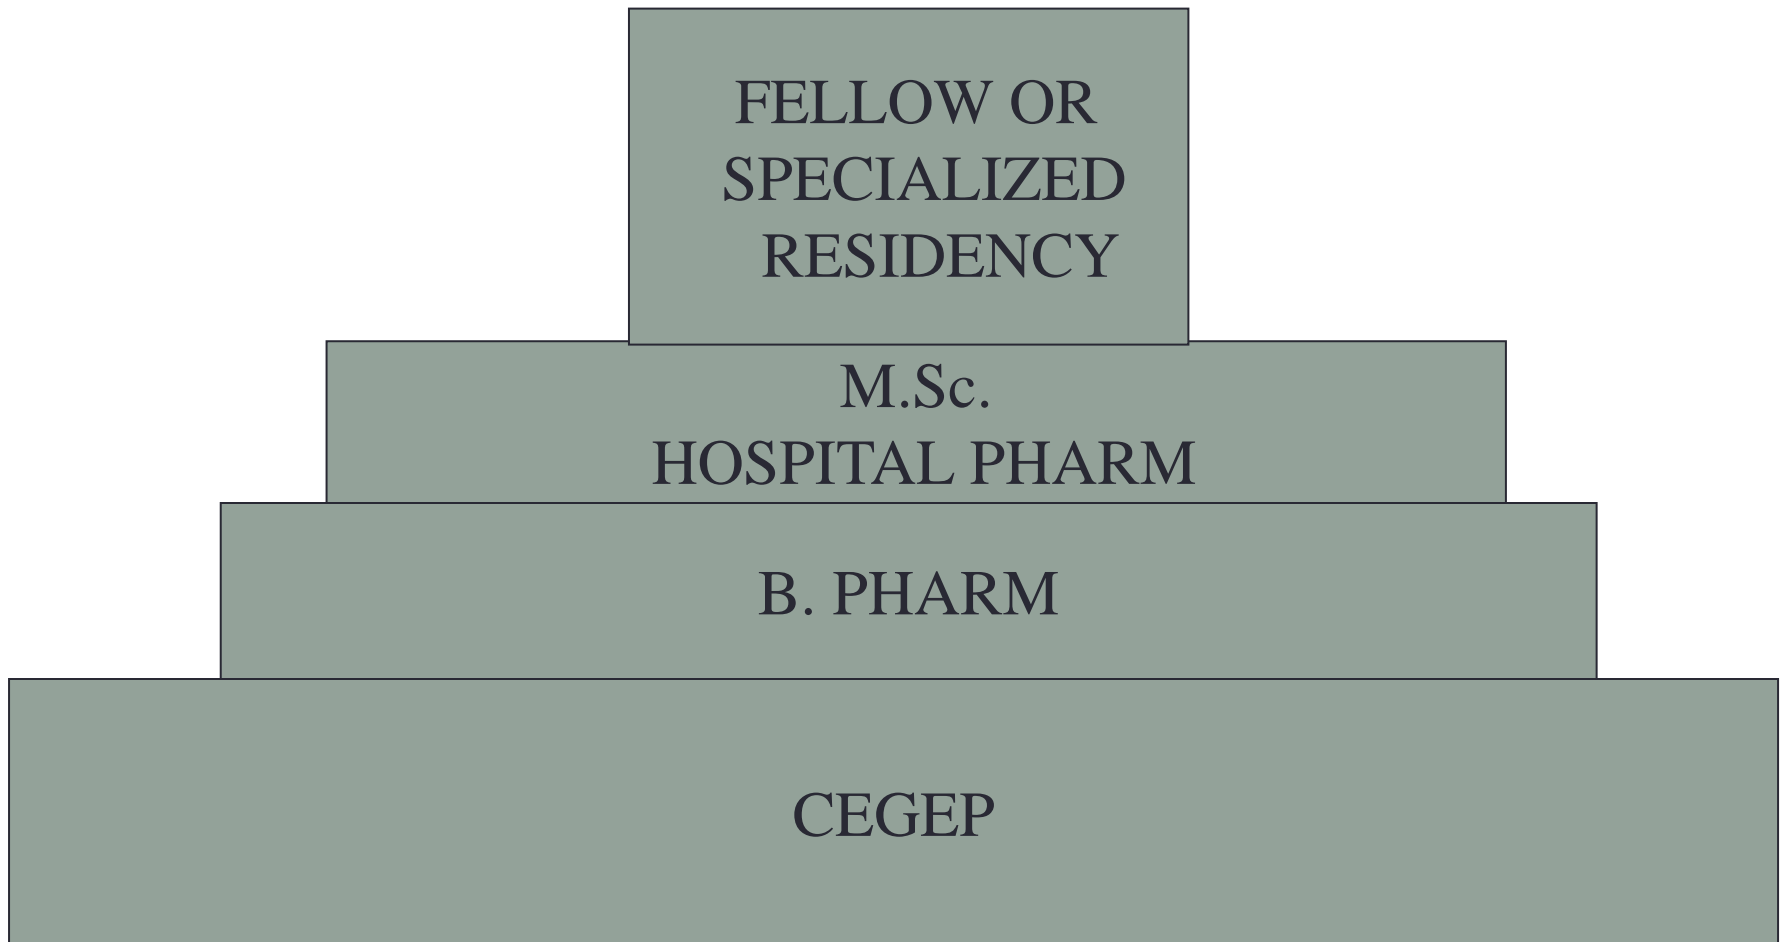 FELLOW OR
SPECIALIZED
RESIDENCY
M.Sc.
HOSPITAL PHARM
B. PHARM
CEGEP